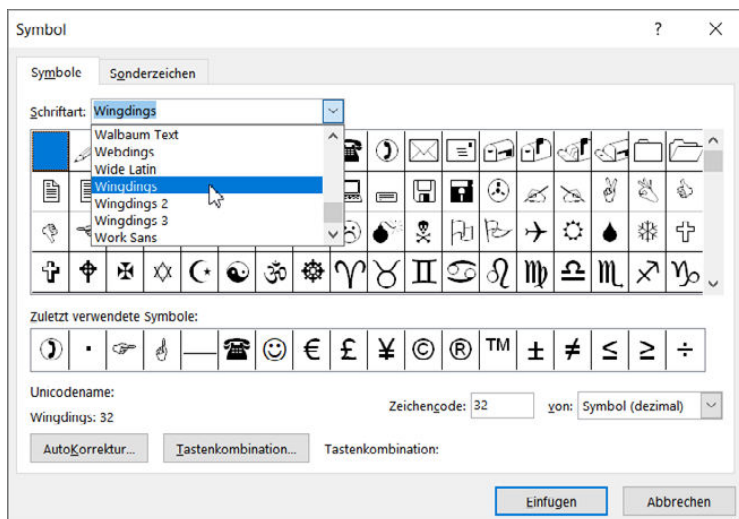 Symbol
Symbole Sonderzeichen
Schriftart: Wingdings
Walbaum Text
Webdings
Wide Latin
Wingdings
Wingdings 2
Wingdings 3
Work Sans
Zuletzt verwendete Symbole:
€ £ ¥ © ® ™ ± ≠ ≤ ≥ ÷
Unicodename:
Wingdings: 32
Zeichencode: 32 von: Symbol (dezimal)
AutoKorrektur... Tastenkombination... Tastenkombination:
Einfügen Abbrechen